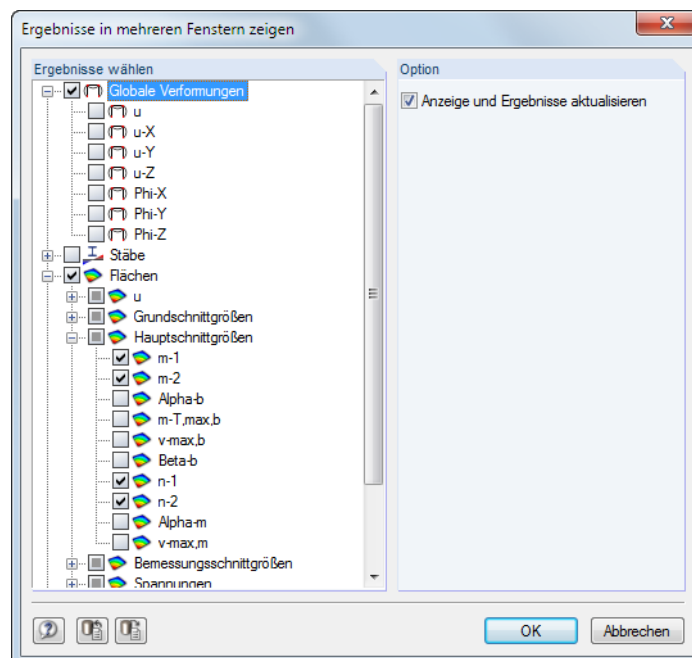 Ergebnisse in mehreren Fenstern zeigen
Ergebnisse wählen
Globale Verformungen
u
u-X
u-Y
u-Z
Phi-X
Phi-Y
Phi-Z
Stäbe
Flächen
u
Grundschnittgrößen
Hauptschnittgrößen
m-1
m-2
Alpha-b
m-T,max,b
v-max,b
Beta-b
n-1
n-2
Alpha-m
v-max,m
Bemessungsschnittgrößen
Spannungen
Option
Anzeige und Ergebnisse aktualisieren
OK
Abbrechen